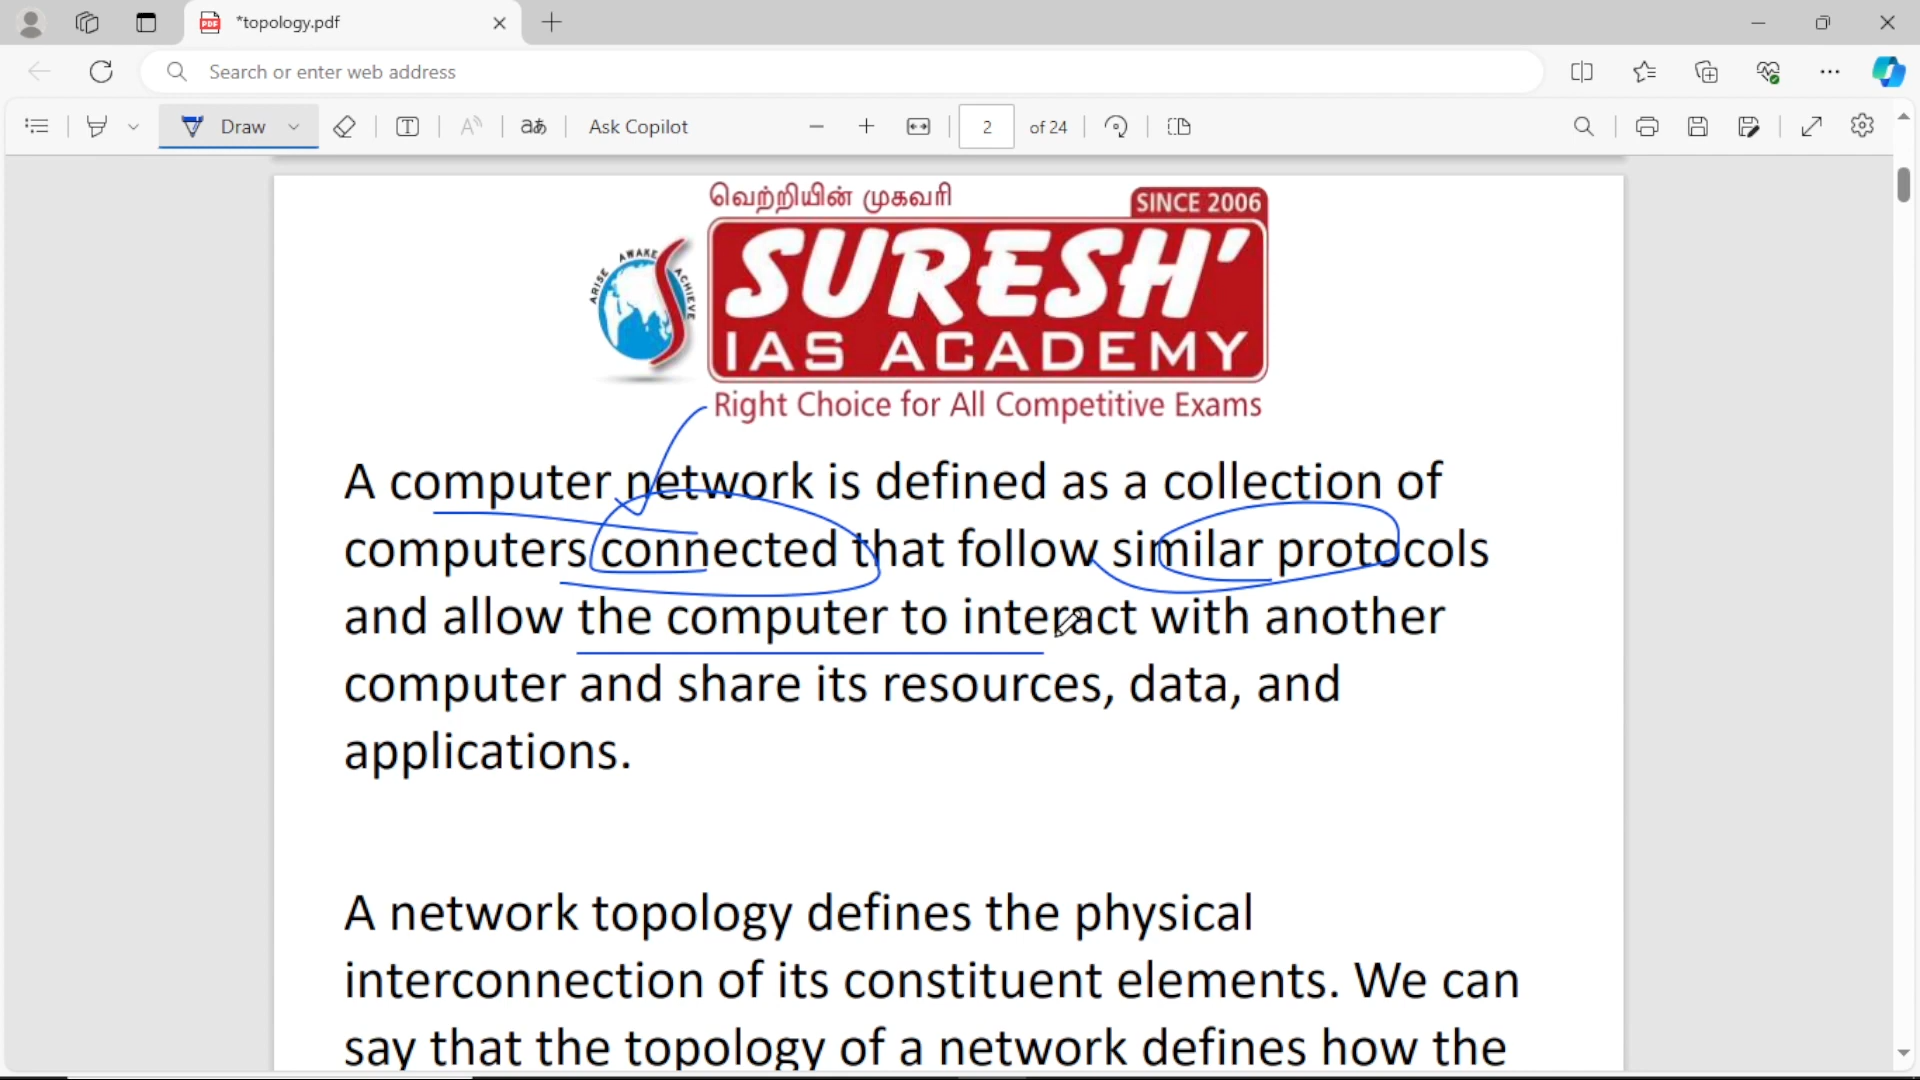 *topology.pdf
Search or enter web address
Draw
Ask Copilot
2 of 24
வெற்றியின் முகவரி
SINCE 2006
ARISE AWAKE ACHIEVE
SURESH'
IAS ACADEMY
Right Choice for All Competitive Exams
A computer network is defined as a collection of
computers connected that follow similar protocols
and allow the computer to interact with another
computer and share its resources, data, and
applications.
A network topology defines the physical
interconnection of its constituent elements. We can
say that the topology of a network defines how the